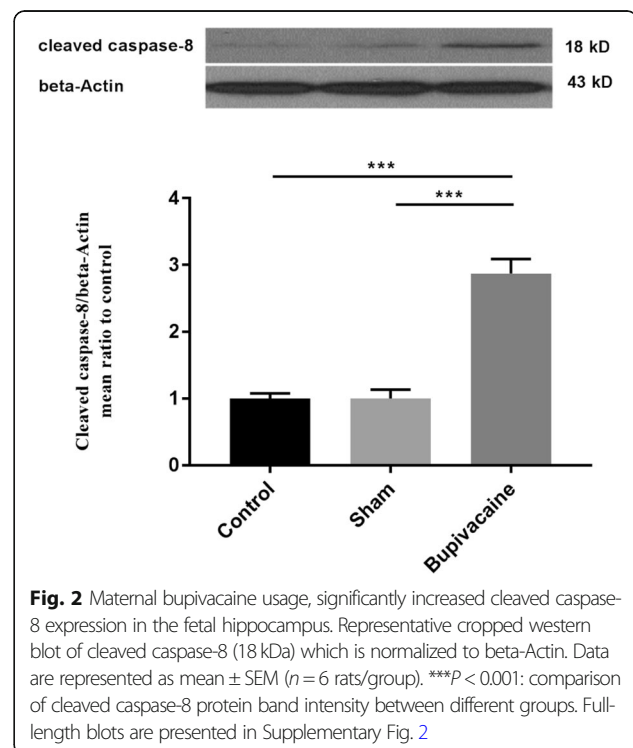 cleaved caspase-8
18 kD
beta-Actin
43 kD
***
***
Cleaved caspase-8/beta-Actin
mean ratio to control
4
3
2
1
0
Control
Sham
Bupivacaine
Fig. 2 Maternal bupivacaine usage, significantly increased cleaved caspase-
8 expression in the fetal hippocampus. Representative cropped western
blot of cleaved caspase-8 (18 kDa) which is normalized to beta-Actin. Data
are represented as mean ± SEM (n = 6 rats/group). ***P < 0.001: comparison
of cleaved caspase-8 protein band intensity between different groups. Full-
length blots are presented in Supplementary Fig. 2